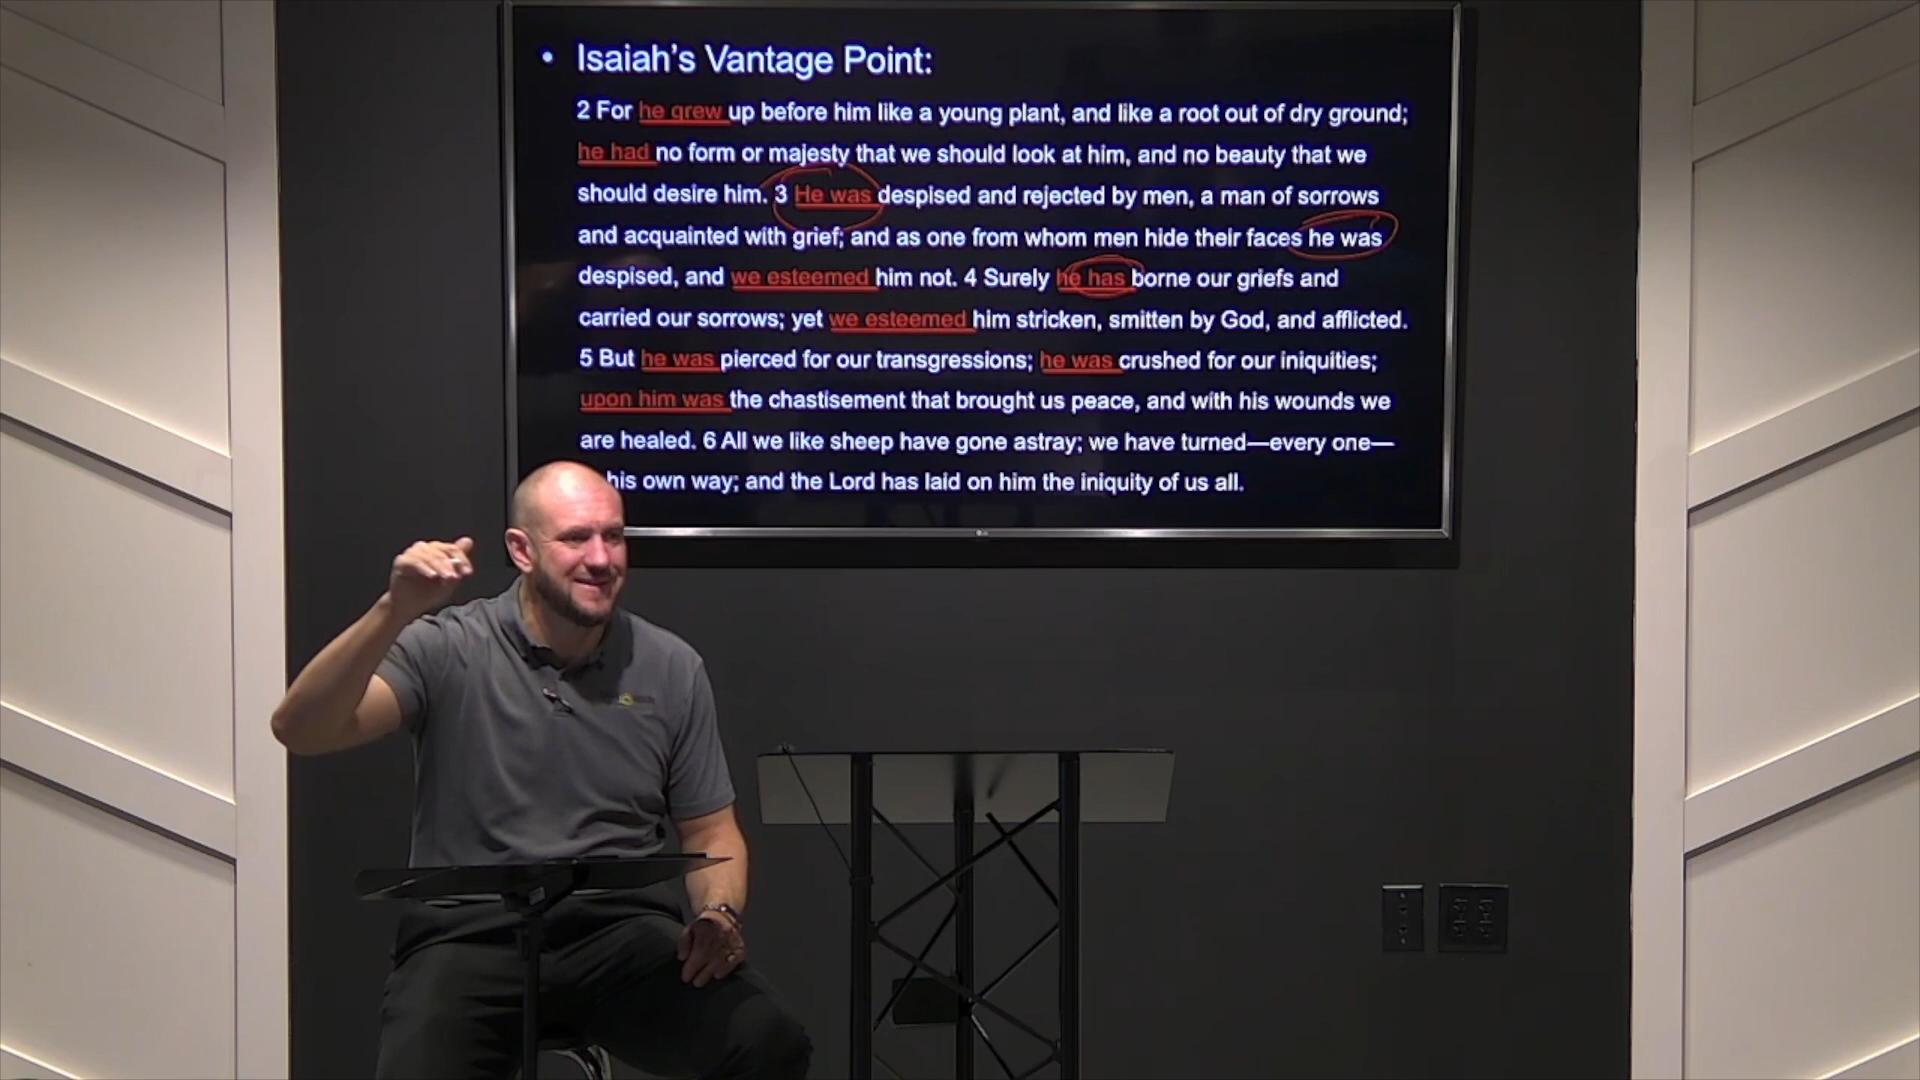 • Isaiah's Vantage Point:
2 For he grew up before him like a young plant, and like a root out of dry ground;
he had no form or majesty that we should look at him, and no beauty that we
should desire him. 3 He was despised and rejected by men, a man of sorrows
and acquainted with grief; and as one from whom men hide their faces he was
despised, and we esteemed him not. 4 Surely he has borne our griefs and
carried our sorrows; yet we esteemed him stricken, smitten by God, and afflicted.
5 But he was pierced for our transgressions; he was crushed for our iniquities;
upon him was the chastisement that brought us peace, and with his wounds we
are healed. 6 All we like sheep have gone astray; we have turned—every one—
his own way; and the Lord has laid on him the iniquity of us all.